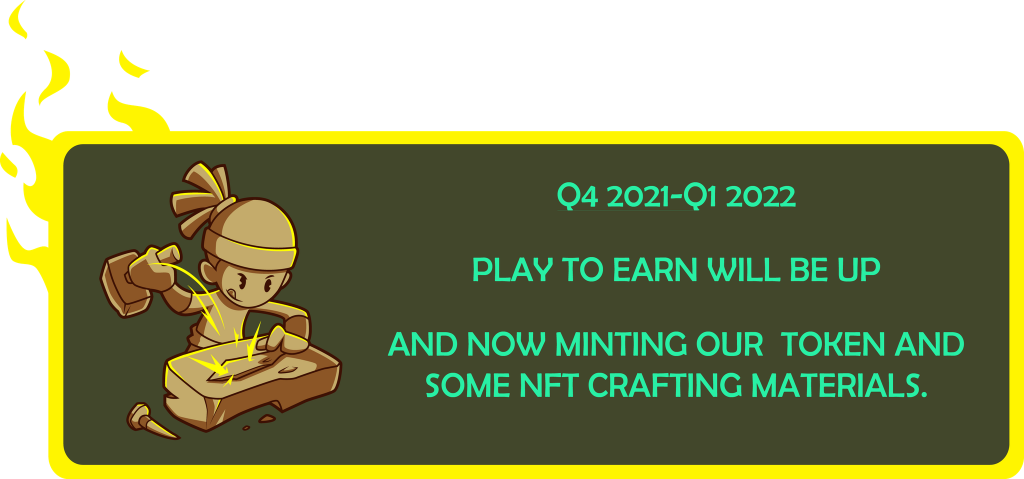 Q4 2021-Q1 2022
PLAY TO EARN WILL BE UP
AND NOW MINTING OUR TOKEN AND
SOME NFT CRAFTING MATERIALS.